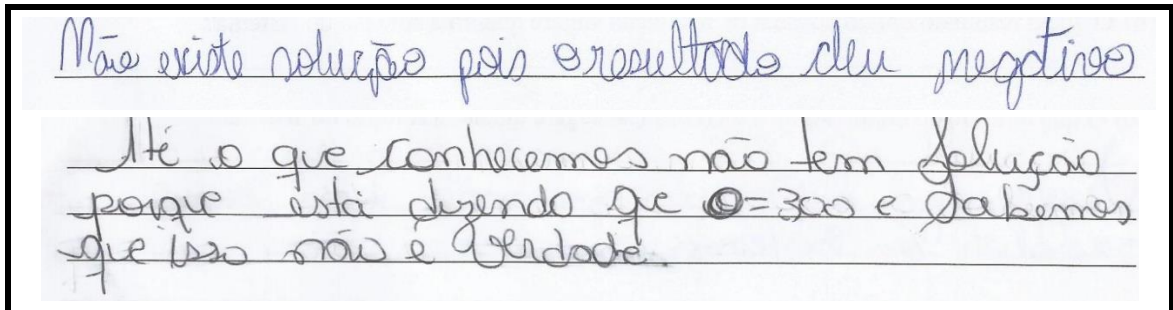 Não existe solução pois o resultado deu negativo
Até o que conhecemos não tem solução
porque está dizendo que 0=300 e sabemos
que isso não é verdade.